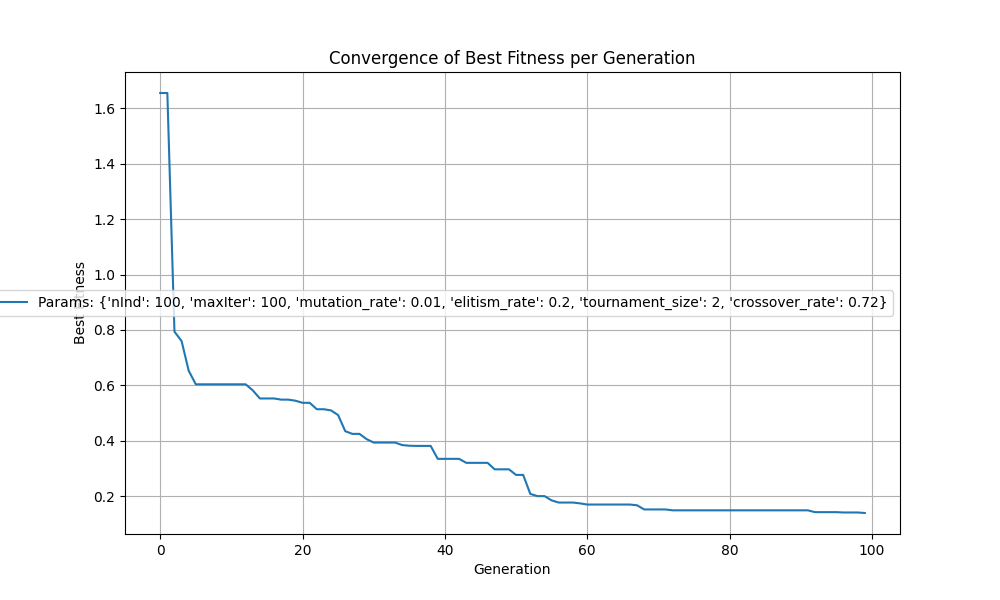 Convergence of Best Fitness per Generation
1.6
1.4
1.2
1.0
0.8
0.6
0.4
0.2
Best
ness
Params: {'nInd': 100, 'maxIter': 100, 'mutation_rate': 0.01, 'elitism_rate': 0.2, 'tournament_size': 2, 'crossover_rate': 0.72}
0 20 40 60 80 100
Generation